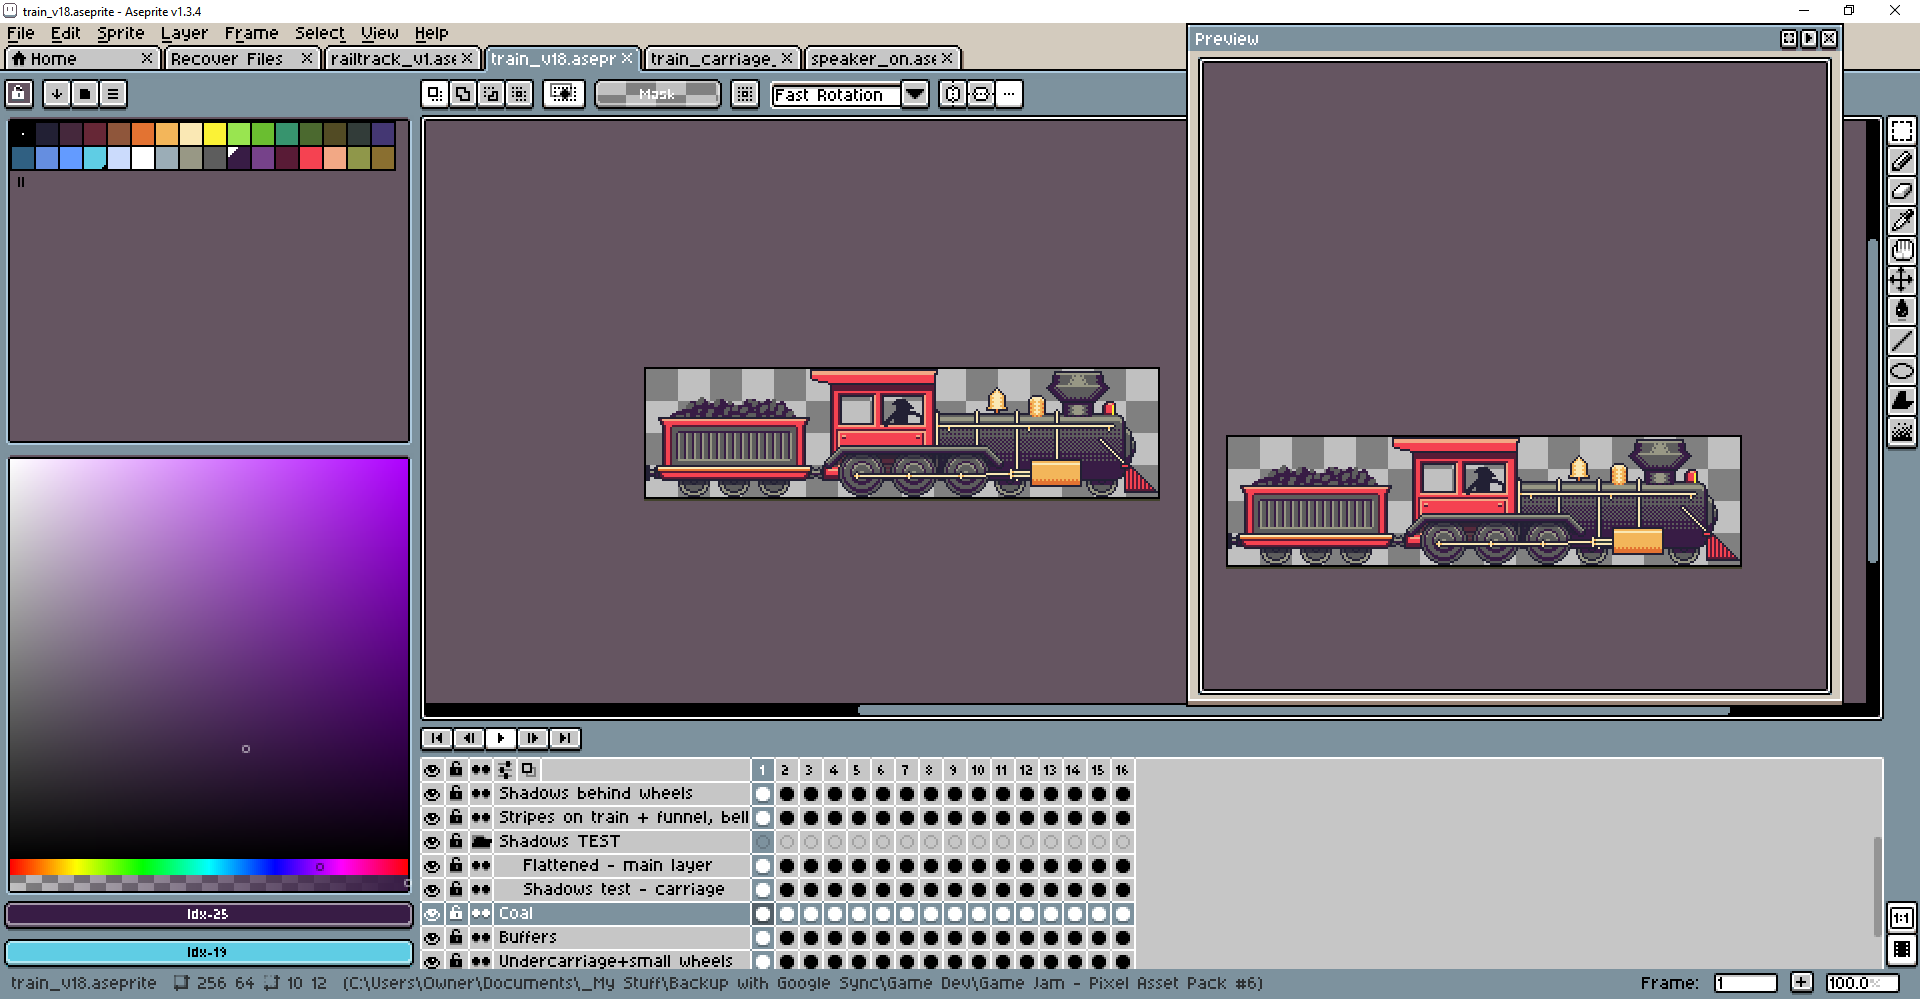 train_v18.aseprite - Aseprite v1.3.4
File Edit Sprite Layer Frame Select View Help
Home Recover Files railtrack_v1.ase train_v18.asepr train_carriage_ speaker_on.ase
Preview
Mask Fast Rotation
1 2 3 4 5 6 7 8 9 10 11 12 13 14 15 16
Shadows behind wheels
Stripes on train + funnel, bell
Shadows TEST
Flattened - main layer
Shadows test - carriage
Coal
Buffers
Undercarriage+small wheels
Idx-25
Idx-19
1:1
train_v18.aseprite 256 64 10 12 (C:\Users\Owner\Documents\_My Stuff\Backup with Google Sync\Game Dev\Game Jam - Pixel Asset Pack #6) Frame: 1 100.0%